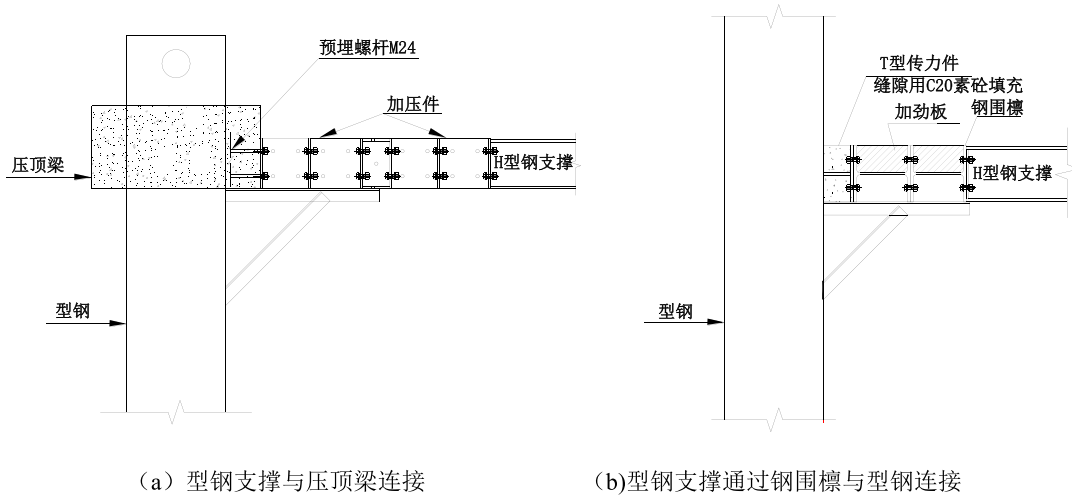 预埋螺杆M24
加压件
H型钢支撑
压顶梁
型钢
(a）型钢支撑与压顶梁连接
T型传力件
缝隙用C20素砼填充
加劲板
钢围檩
H型钢支撑
型钢
(b)型钢支撑通过钢围檩与型钢连接